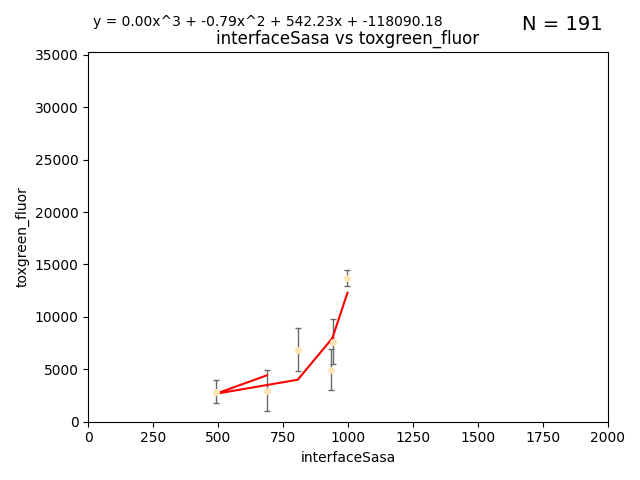 y = 0.00x^3 + -0.79x^2 + 542.23x + -118090.18
N = 191
interfaceSasa vs toxgreen_fluor
35000
30000
25000
20000
15000
10000
5000
0
toxgreen_fluor
0 250 500 750 1000 1250 1500 1750 2000
interfaceSasa